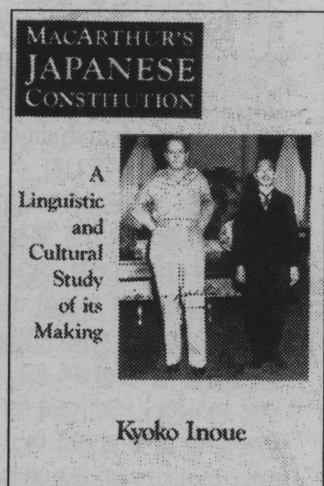 MACARTHUR'S
JAPANESE
CONSTITUTION
A
Linguistic
and
Cultural
Study
of its
Making
Kyoko Inoue